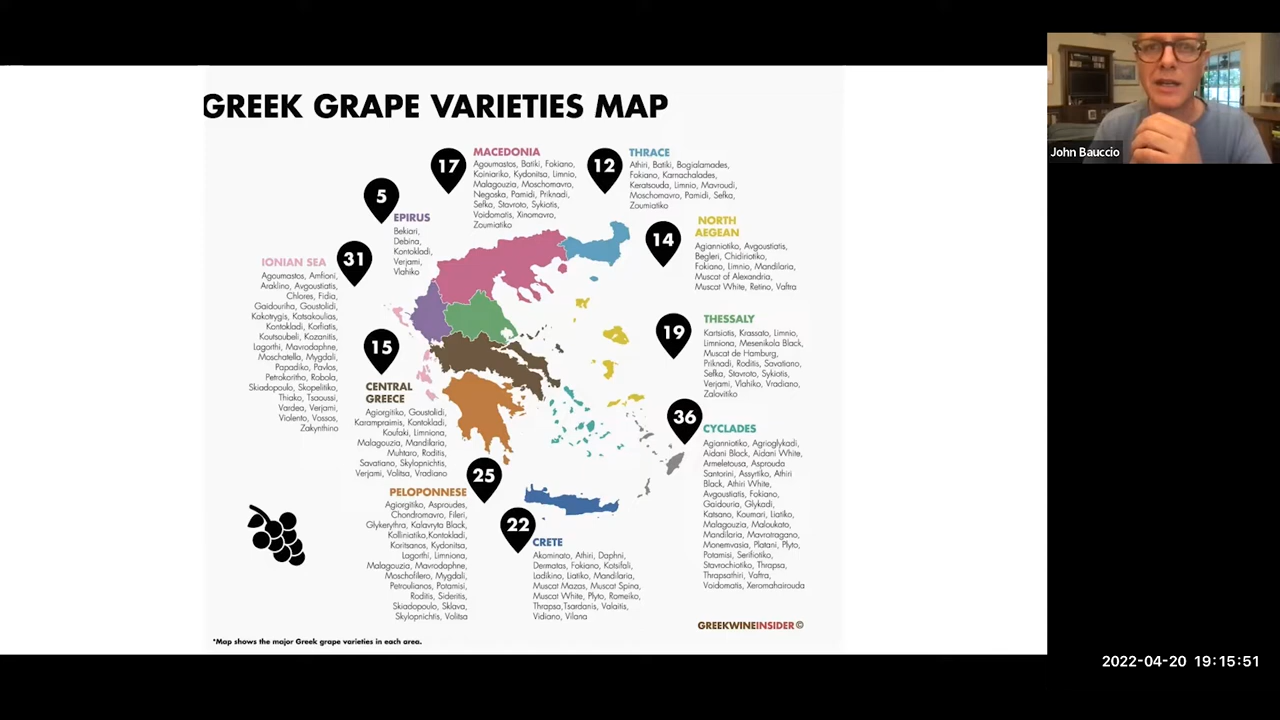 GREEK GRAPE VARIETIES MAP
John Bauccio
17
MACEDONIA
Agoumastos, Batiki, Fokiano,
Koiniariko, Kydonitsa, Limnio,
Malagouzia, Moschomavro,
Negoska, Pamidi, Priknadi,
Sefka, Stavroto, Sykiotis,
Voidomatis, Xinomavro,
Zoumiatiko
12
THRACE
Athiri, Batiki, Bogialamades,
Fokiano, Karnachalades,
Keratsouda, Limnio, Mavroudi,
Moschomavro, Pamidi, Sefka,
Zoumiatiko
5
EPIRUS
Bekiari,
Debina,
Kontokladi,
Verjami,
Vlahiko
14
NORTH
AEGEAN
Agianniotiko, Avgoustiatis,
Begleri, Chidiriotiko,
Fokiano, Limnio, Mandilaria,
Muscat of Alexandria,
Muscat White, Retino, Vaftra
31
IONIAN SEA
Agoumastos, Amfioni,
Araklino, Avgoustiatis,
Chlores, Fidia,
Gaidouriha, Goustolidi,
Kakotrygis, Katsakoulias,
Kontokladi, Korfiatis,
Koutsoubeli, Kozanitis,
Lagorthi, Mavrodaphne,
Moschatella, Mygdali,
Papadiko, Pavlos,
Petrokoritho, Robola,
Skiadopoulo, Skopelitiko,
Thiako, Tsaoussi,
Vardea, Verjami,
Violento, Vossos,
Zakynthino
19
THESSALY
Kartsiotis, Krassato, Limnio,
Limniona, Mesenikola Black,
Muscat de Hamburg,
Priknadi, Roditis, Savatiano,
Sefka, Stavroto, Sykiotis,
Verjami, Vlahiko, Vradiano,
Zalovitiko
15
CENTRAL
GREECE
Agiorgitiko, Goustolidi,
Karampraimis, Kontokladi,
Koufaki, Limniona,
Malagouzia, Mandilaria,
Muhtaro, Roditis,
Savatiano, Skylopnichtis,
Verjami, Volitsa, Vradiano
36
CYCLADES
Agianniotiko, Agrioglykadi,
Aidani Black, Aidani White,
Armeletousa, Asprouda
Santorini, Assyrtiko, Athiri
Black, Athiri White,
Avgoustiatis, Fokiano,
Gaidouria, Glykadi,
Katsano, Koumari, Liatiko,
Malagouzia, Maloukato,
Mandilaria, Mavrotragano,
Monemvasia, Platani, Plyto,
Potamisi, Serifiotiko,
Stavrochiotiko, Thrapsa,
Thrapsathiri, Vaftra,
Voidomatis, Xeromahairouda
25
PELOPONNESE
Agiorgitiko, Asproudes,
Chondromavro, Fileri,
Glykerythra, Kalavryta Black,
Kolliniatiko,Kontokladi,
Koritsanos, Kydonitsa,
Lagorthi, Limniona,
Malagouzia, Mavrodaphne,
Moschofilero, Mygdali,
Petroulianos, Potamisi,
Roditis, Sideritis,
Skiadopoulo, Sklava,
Skylopnichtis, Volitsa
22
CRETE
Akominato, Athiri, Daphni,
Dermatas, Fokiano, Kotsifali,
Ladikino, Liatiko, Mandilaria,
Muscat Mazas, Muscat Spina,
Muscat White, Plyto, Romeiko,
Thrapsa,Tsardanis, Valaitis,
Vidiano, Vilana
GREEKWINEINSIDER©
*Map shows the major Greek grape varieties in each area.
2022-04-20 19:15:51